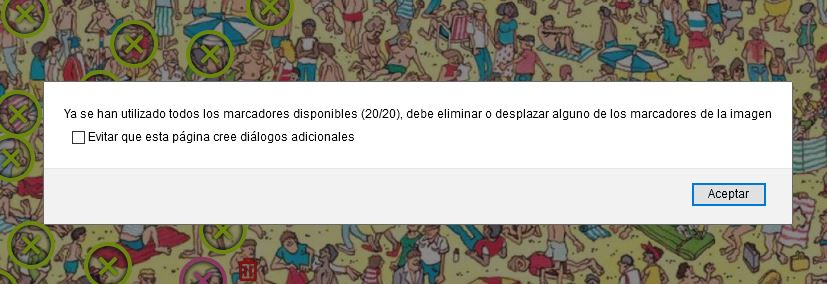 Ya se han utilizado todos los marcadores disponibles (20/20), debe eliminar o desplazar alguno de los marcadores de la imagen
Evitar que esta página cree diálogos adicionales
Aceptar